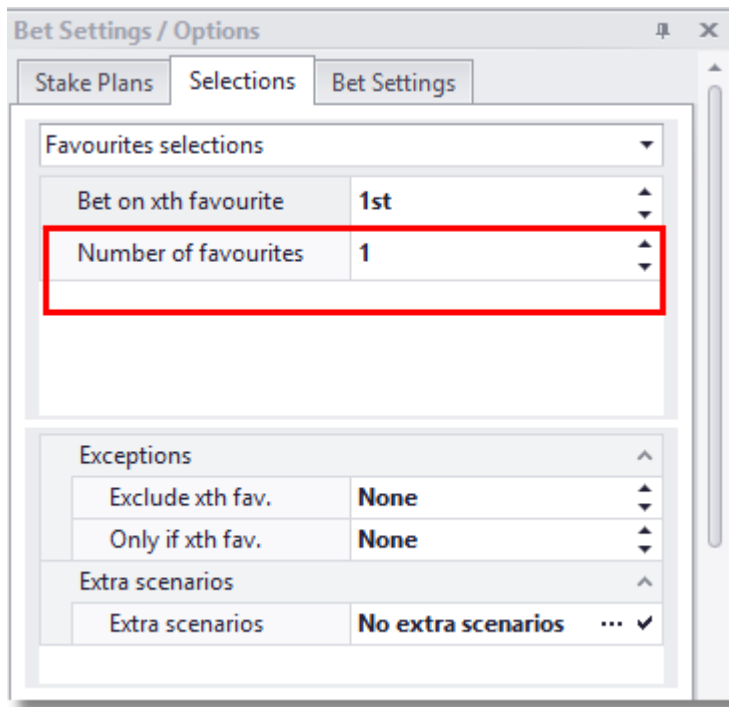 Bet Settings / Options
Stake Plans Selections Bet Settings
Favourites selections
Bet on xth favourite 1st
Number of favourites 1
Exceptions
Exclude xth fav. None
Only if xth fav. None
Extra scenarios
Extra scenarios No extra scenarios ...